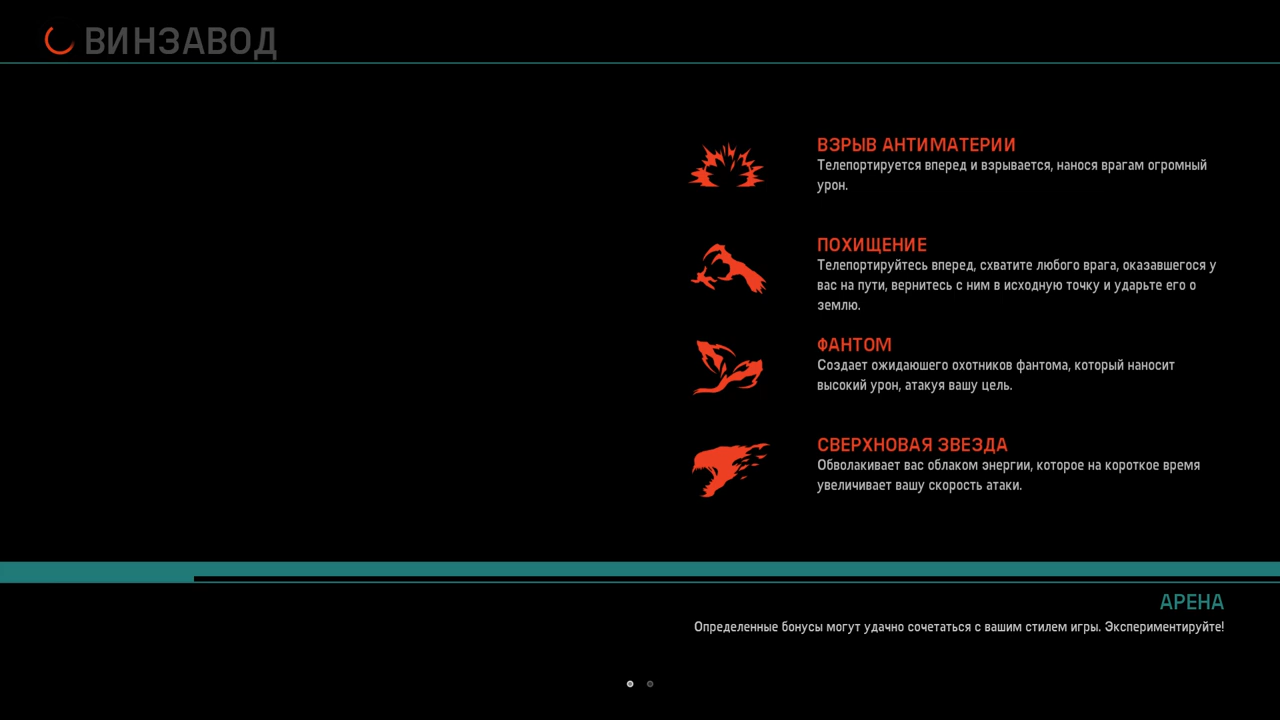 ВИНЗАВОД
ВЗРЫВ АНТИМАТЕРИИ
Телепортируется вперед и взрывается, нанося врагам огромный
урон.
ПОХИЩЕНИЕ
Телепортируйтесь вперед, схватите любого врага, оказавшегося у
вас на пути, вернитесь с ним в исходную точку и ударьте его о
землю.
ФАНТОМ
Создает ожидаюшего охотников фантома, который наносит
высокий урон, атакуя вашу цель.
СВЕРХНОВАЯ ЗВЕЗДА
Обволакивает вас облаком энергии, которое на короткое время
увеличивает вашу скорость атаки.
АРЕНА
Определенные бонусы могут удачно сочетаться с вашим стилем игры. Экспериментируйте!